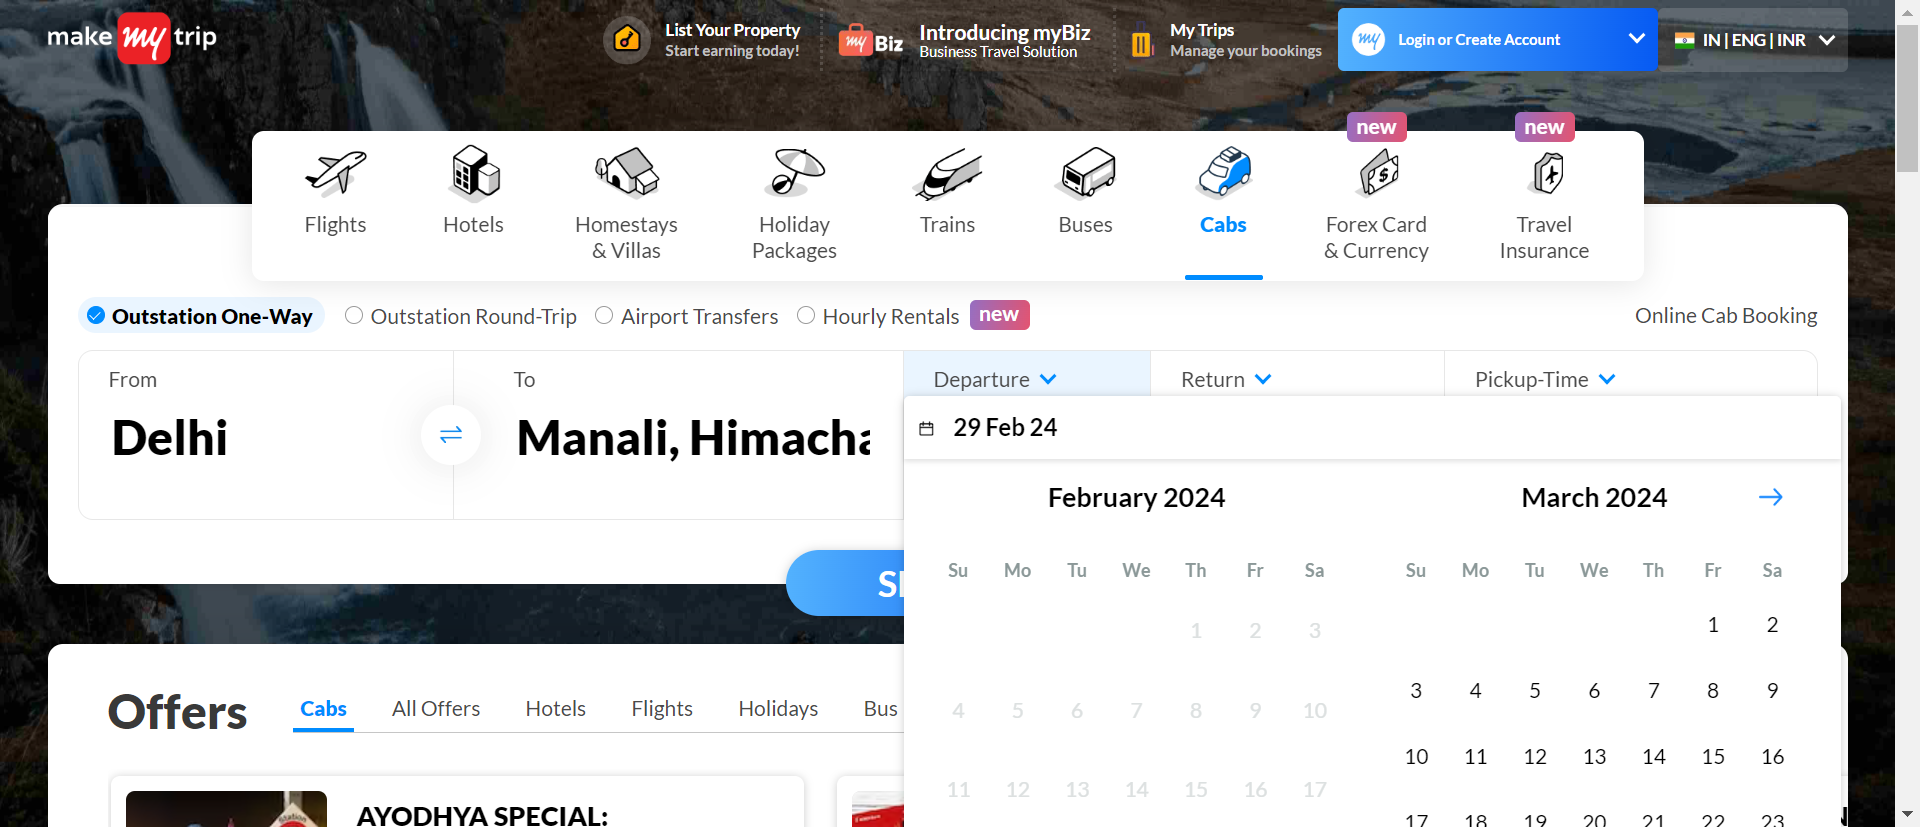 make my trip
List Your Property
Start earning today!
my Biz
Introducing myBiz
Business Travel Solution
My Trips
Manage your bookings
my
Login or Create Account
IN | ENG | INR
new
new
Flights
Hotels
Homestays
& Villas
Holiday
Packages
Trains
Buses
Cabs
Forex Card
& Currency
Travel
Insurance
Outstation One-Way
Outstation Round-Trip
Airport Transfers
Hourly Rentals
new
Online Cab Booking
From
Delhi
To
Manali, Himacha
Departure
Return
Pickup-Time
29 Feb 24
February 2024
March 2024
Su Mo Tu We Th Fr Sa
Su Mo Tu We Th Fr Sa
1 2 3
1 2
4 5 6 7 8 9 10
3 4 5 6 7 8 9
11 12 13 14 15 16 17
10 11 12 13 14 15 16
17 18 19 20 21 22 23
Offers
Cabs
All Offers
Hotels
Flights
Holidays
Bus
AYODHYA SPECIAL:
Station